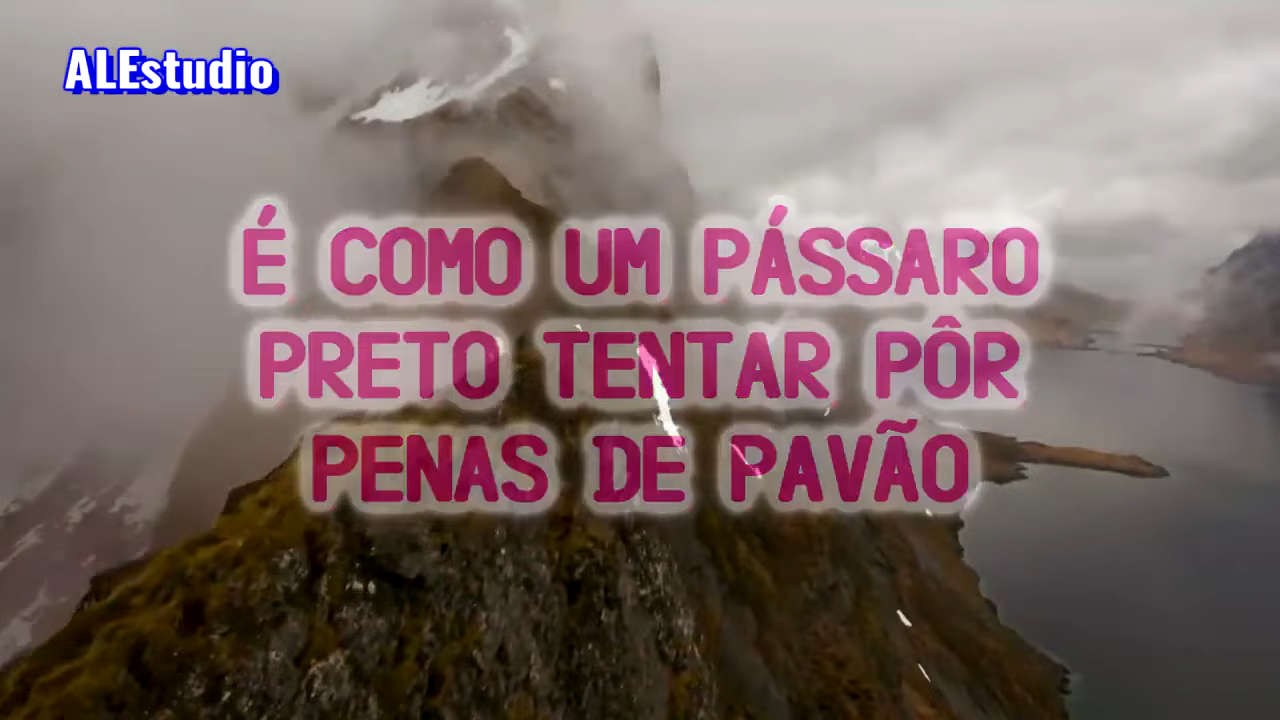 ALEstudio
É COMO UM PÁSSARO
PRETO TENTAR PÔR
PENAS DE PAVÃO